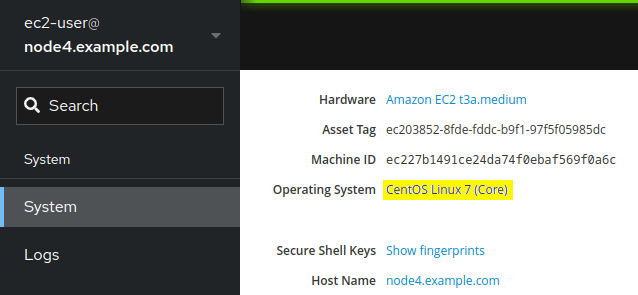 ec2-user@
node4.example.com
Search
System
System
Logs
Hardware Amazon EC2 t3a.medium
Asset Tag ec203852-8fde-fddc-b9f1-97f5f05985dc
Machine ID ec227b1491ce24da74f0ebaf569f0a6c
Operating System CentOS Linux 7 (Core)
Secure Shell Keys Show fingerprints
Host Name node4.example.com